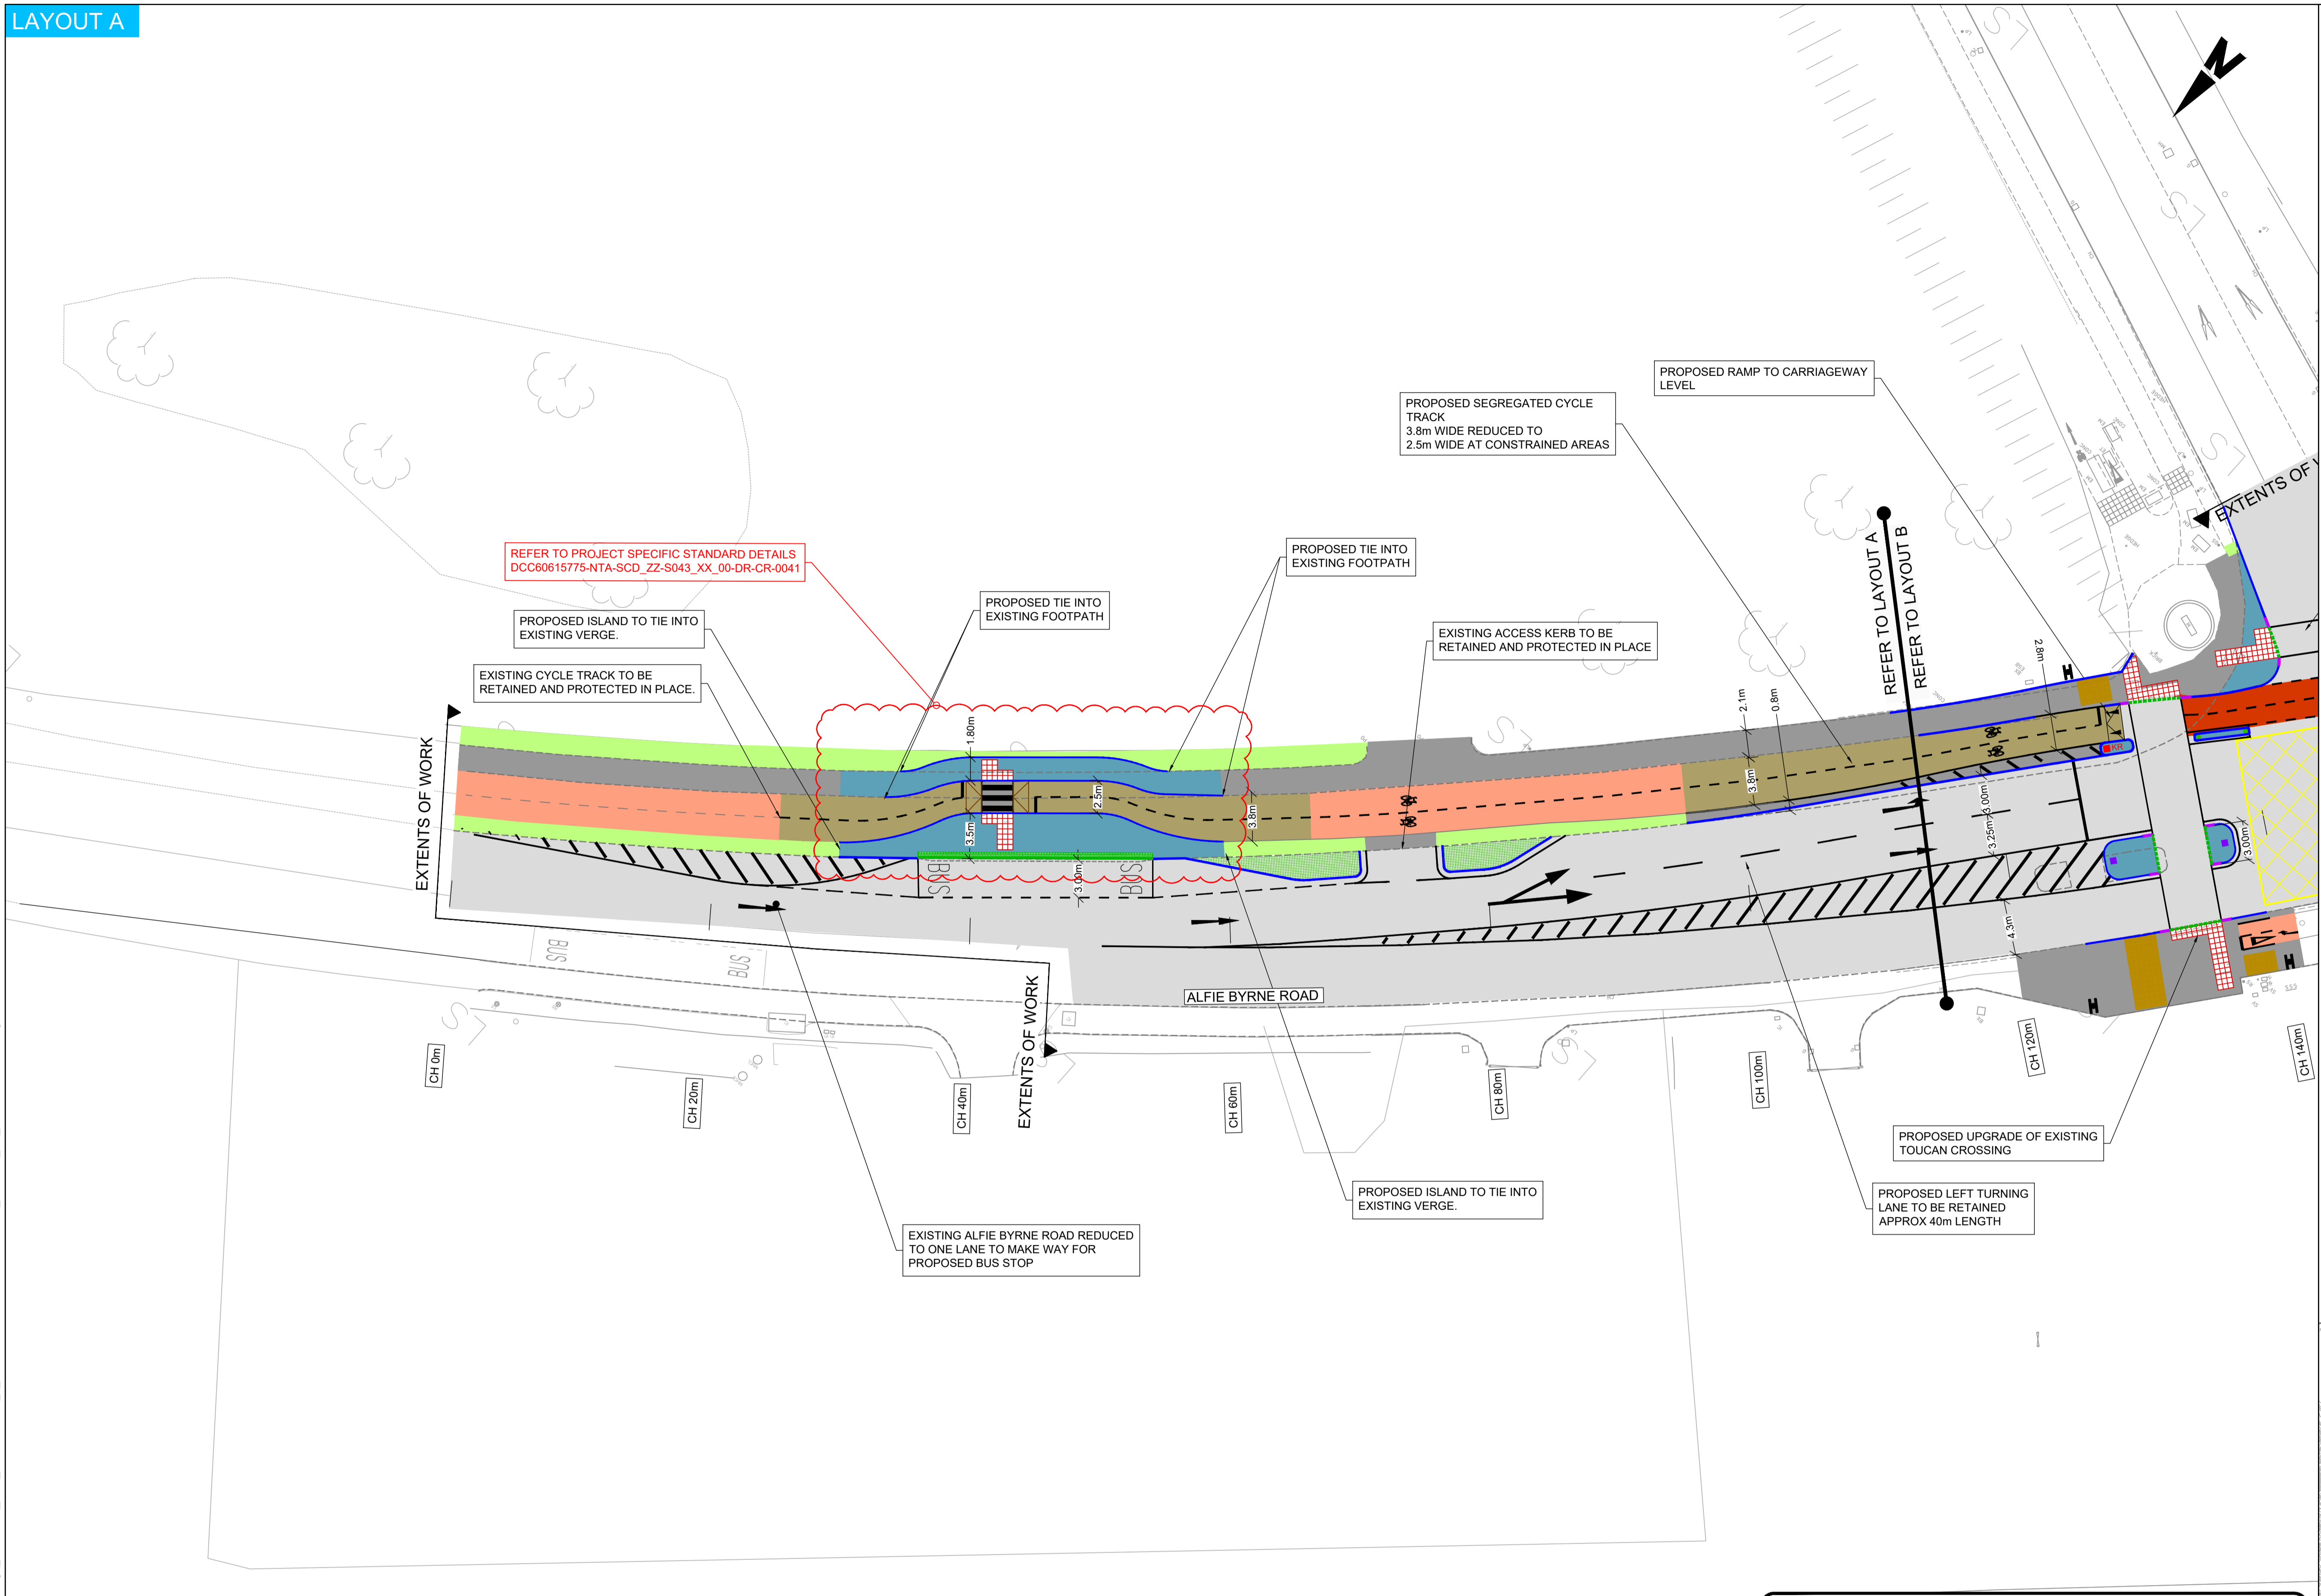 LAYOUT A
N
PROPOSED RAMP TO CARRIAGEWAY
LEVEL
PROPOSED SEGREGATED CYCLE
TRACK
3.8m WIDE REDUCED TO
2.5m WIDE AT CONSTRAINED AREAS
EXTENTS OF
REFER TO PROJECT SPECIFIC STANDARD DETAILS
DCC60615775-NTA-SCD_ZZ-S043_XX_00-DR-CR-0041
PROPOSED TIE INTO
EXISTING FOOTPATH
PROPOSED TIE INTO
EXISTING FOOTPATH
PROPOSED ISLAND TO TIE INTO
EXISTING VERGE.
EXISTING ACCESS KERB TO BE
RETAINED AND PROTECTED IN PLACE
EXISTING CYCLE TRACK TO BE
RETAINED AND PROTECTED IN PLACE.
REFER TO LAYOUT A
REFER TO LAYOUT B
EXTENTS OF WORK
1.80m
2.5m
3.5m
3.00m
3.8m
2.1m
0.8m
3.8m
2.8m
KR
3.00m
3.25m
3.00m
4.3m
BUS
BUS
BUS
BUS
ALFIE BYRNE ROAD
EXTENTS OF WORK
CH 0m
CH 20m
CH 40m
CH 60m
CH 80m
CH 100m
CH 120m
CH 140m
PROPOSED UPGRADE OF EXISTING
TOUCAN CROSSING
PROPOSED ISLAND TO TIE INTO
EXISTING VERGE.
PROPOSED LEFT TURNING
LANE TO BE RETAINED
APPROX 40m LENGTH
EXISTING ALFIE BYRNE ROAD REDUCED
TO ONE LANE TO MAKE WAY FOR
PROPOSED BUS STOP